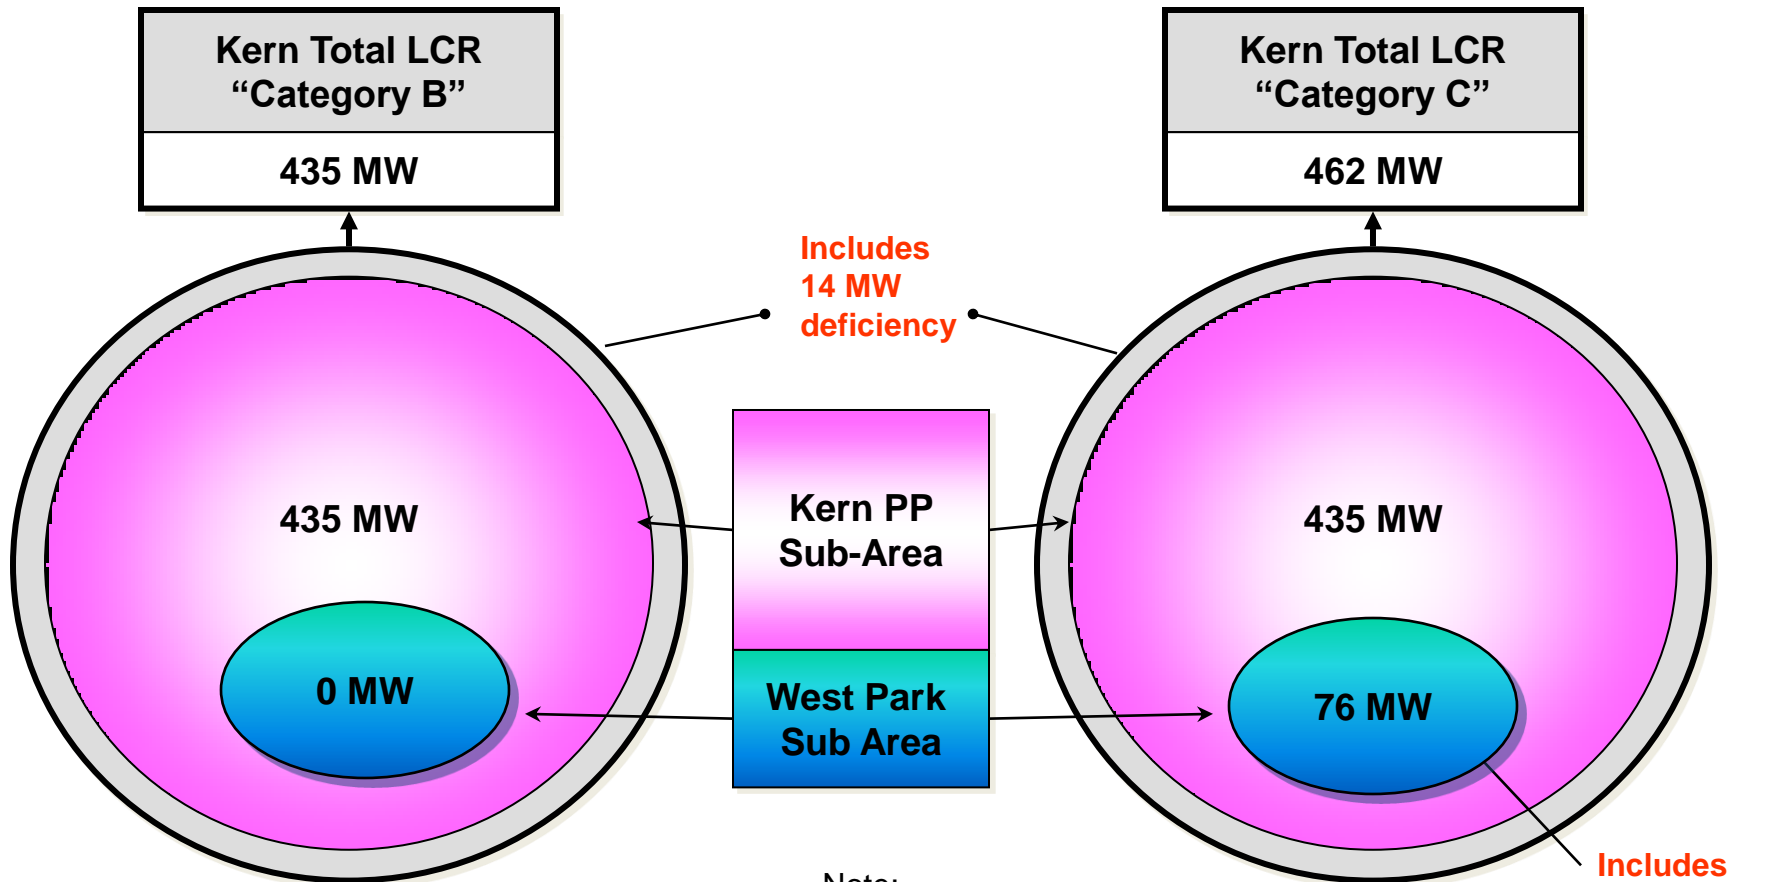 Kern Total LCR
“Category B”
435 MW
Kern Total LCR
“Category C”
462 MW
Includes
14 MW
deficiency
435 MW
0 MW
Kern PP
Sub-Area
West Park
Sub Area
435 MW
76 MW
Includes
Note: